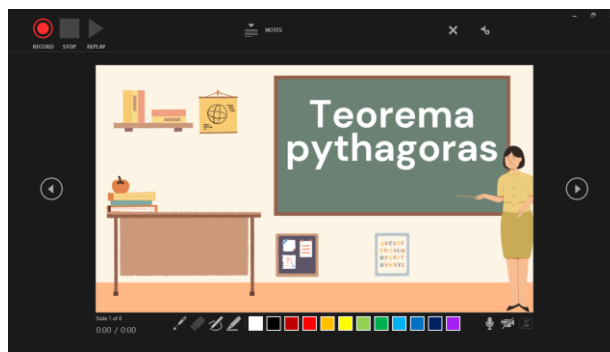 RECORD STOP REPLAY
NOTES
Teorema
pythagoras
Slide 1 of 8
0:00 / 0:00